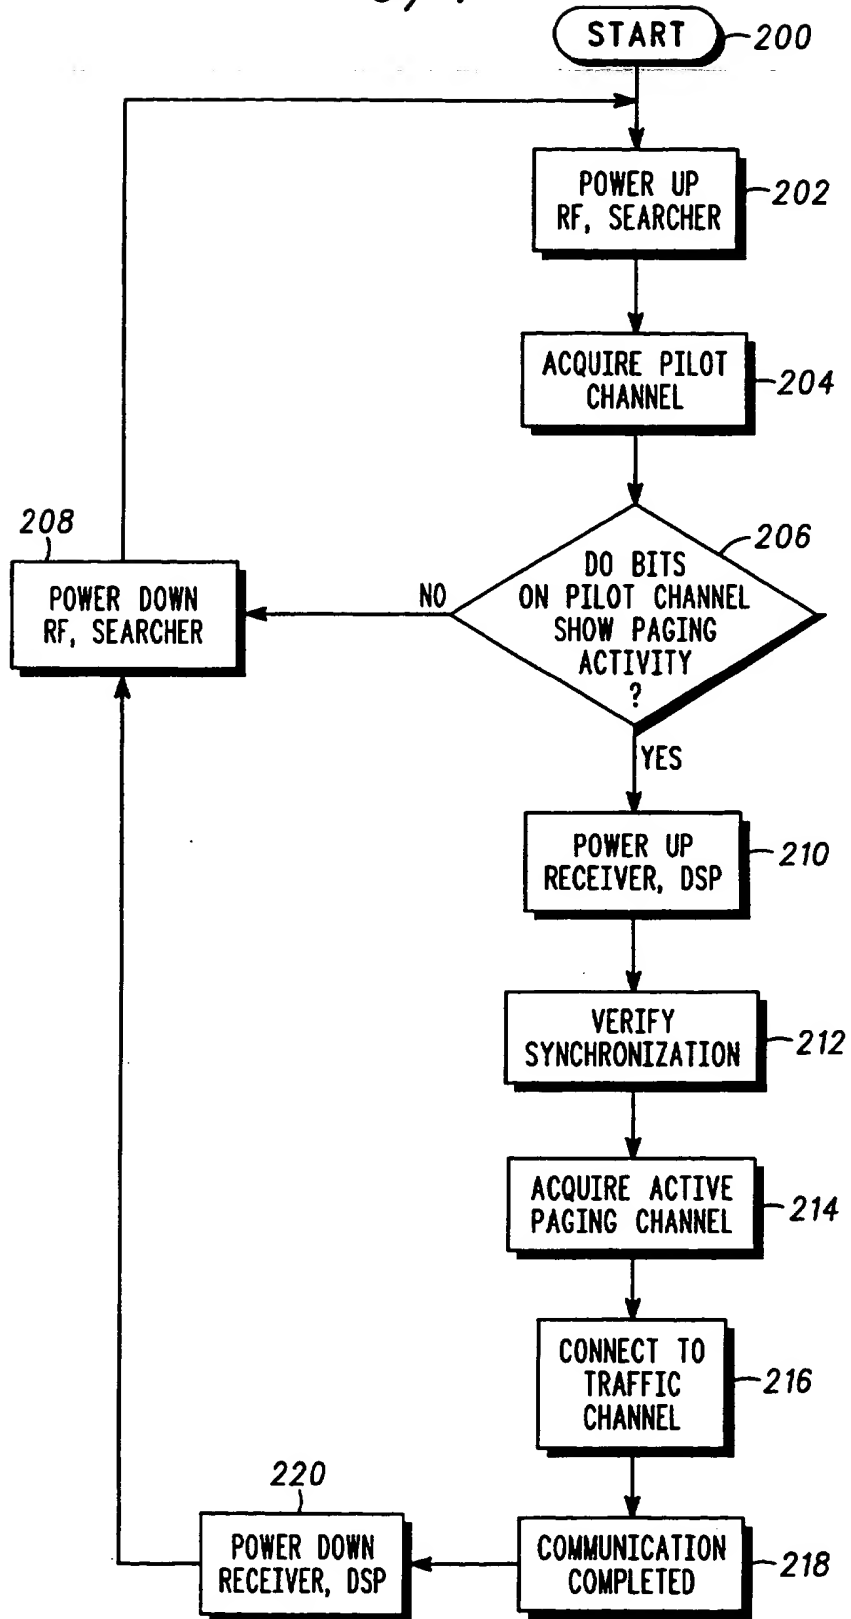 START
200
POWER UP
RF, SEARCHER
202
ACQUIRE PILOT
CHANNEL
204
206
DO BITS
ON PILOT CHANNEL
SHOW PAGING
ACTIVITY
?
NO
208
POWER DOWN
RF, SEARCHER
YES
POWER UP
RECEIVER, DSP
210
VERIFY
SYNCHRONIZATION
212
ACQUIRE ACTIVE
PAGING CHANNEL
214
CONNECT TO
TRAFFIC
CHANNEL
216
COMMUNICATION
COMPLETED
218
220
POWER DOWN
RECEIVER, DSP